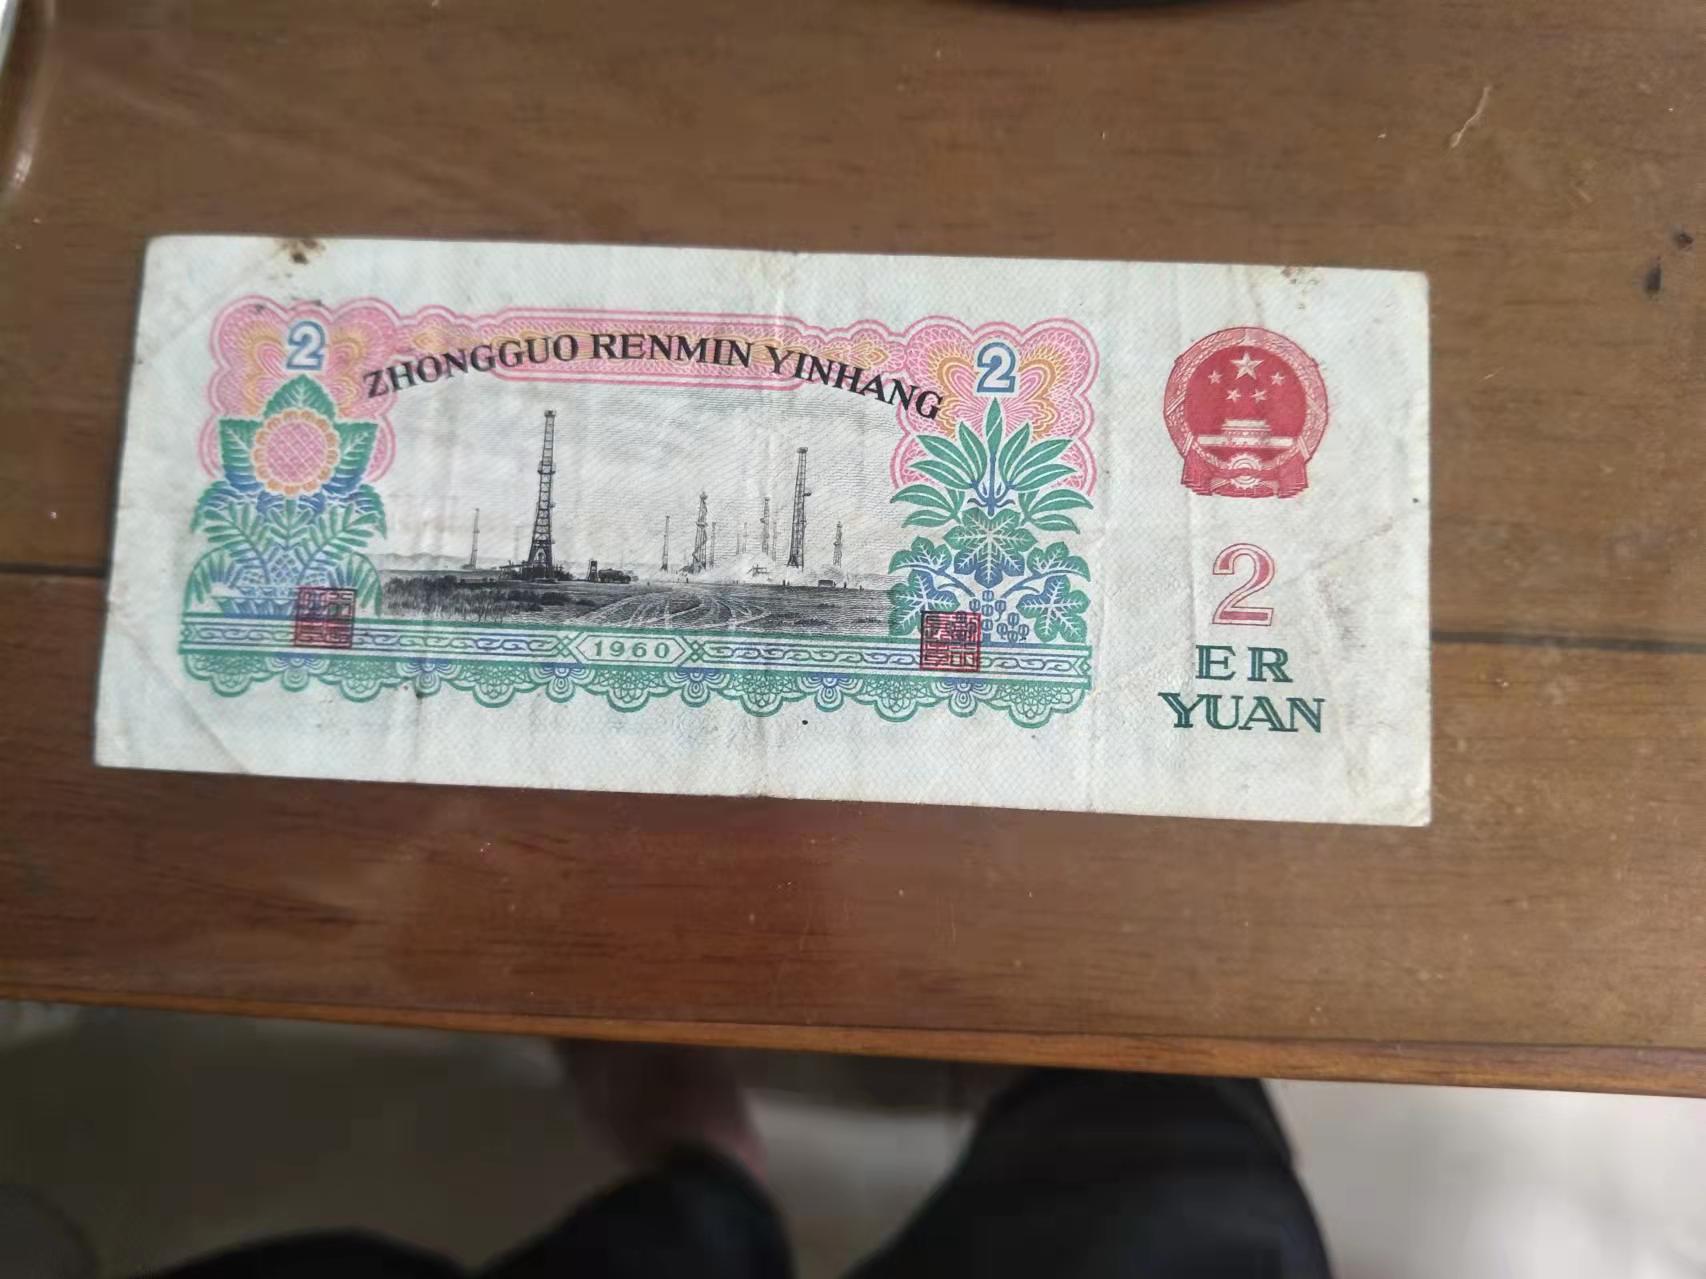 2
2
ZHONGGUO RENMIN YINHANG
1960
2
ER
YUAN